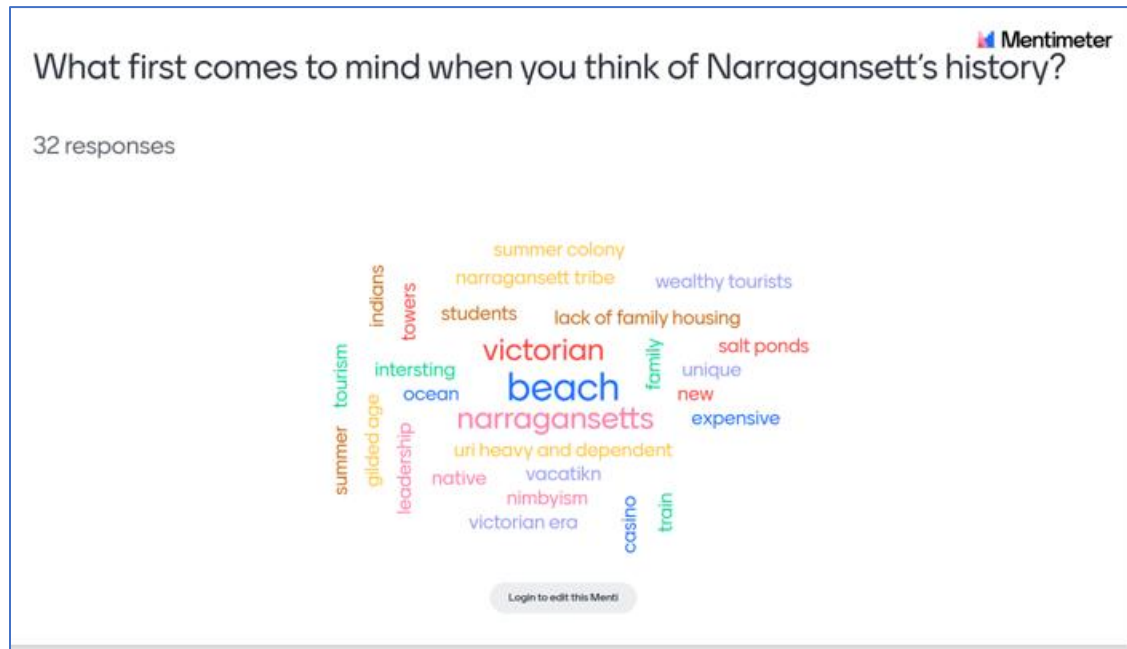 Mentimeter
What first comes to mind when you think of Narragansett's history?
32 responses
summer colony
narragansett tribe
wealthy tourists
indians
towers
students
lack of family housing
victorian
family
salt ponds
tourism
intersting
unique
beach
ocean
new
narragansetts
expensive
gilded age
summer
leadership
uri heavy and dependent
native
vacatikn
nimbyism
victorian era
casino
train
Login to edit this Menti